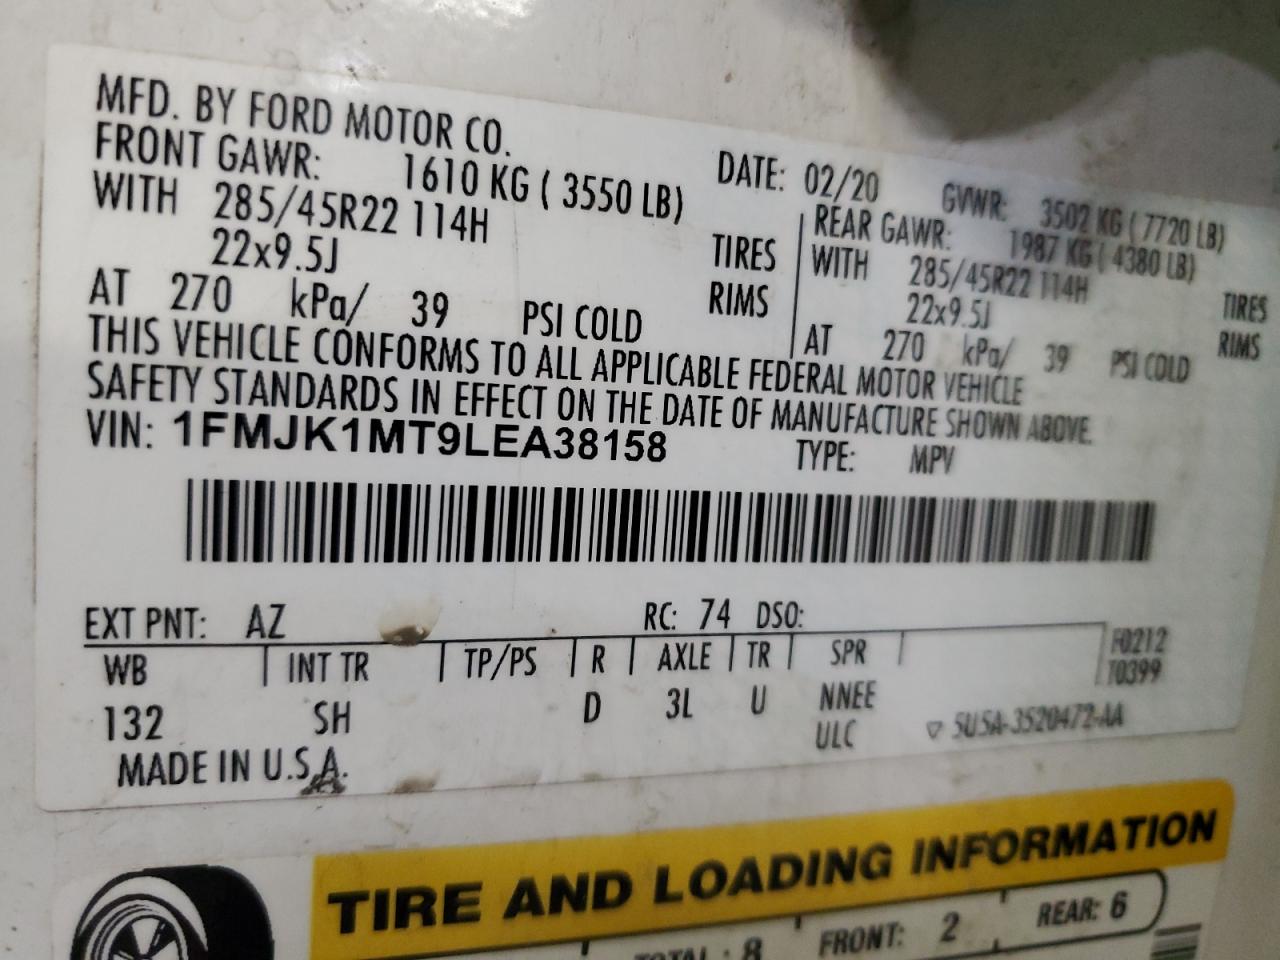 MFD. BY FORD MOTOR CO.
DATE: 02/20 GVWR: 3502 KG ( 7720 LB)
FRONT GAWR: 1610 KG ( 3550 LB)
REAR GAWR: 1987 KG ( 4380 LB)
WITH 285/45R22 114H TIRES
WITH 285/45R22 114H TIRES
22x9.5J RIMS
22x9.5J RIMS
AT 270 kPa/ 39 PSI COLD
AT 270 kPa/ 39 PSI COLD
THIS VEHICLE CONFORMS TO ALL APPLICABLE FEDERAL MOTOR VEHICLE
SAFETY STANDARDS IN EFFECT ON THE DATE OF MANUFACTURE SHOWN ABOVE.
VIN: 1FMJK1MT9LEA38158 TYPE: MPV
EXT PNT: AZ RC: 74 DSO:
WB INT TR TP/PS R AXLE TR SPR F0212
T0399
132 SH D 3L U NNEE
ULC ▽ 5U5A-3520472-AA
MADE IN U.S.A.
TIRE AND LOADING INFORMATION
TOTAL : 8 FRONT: 2 REAR: 6